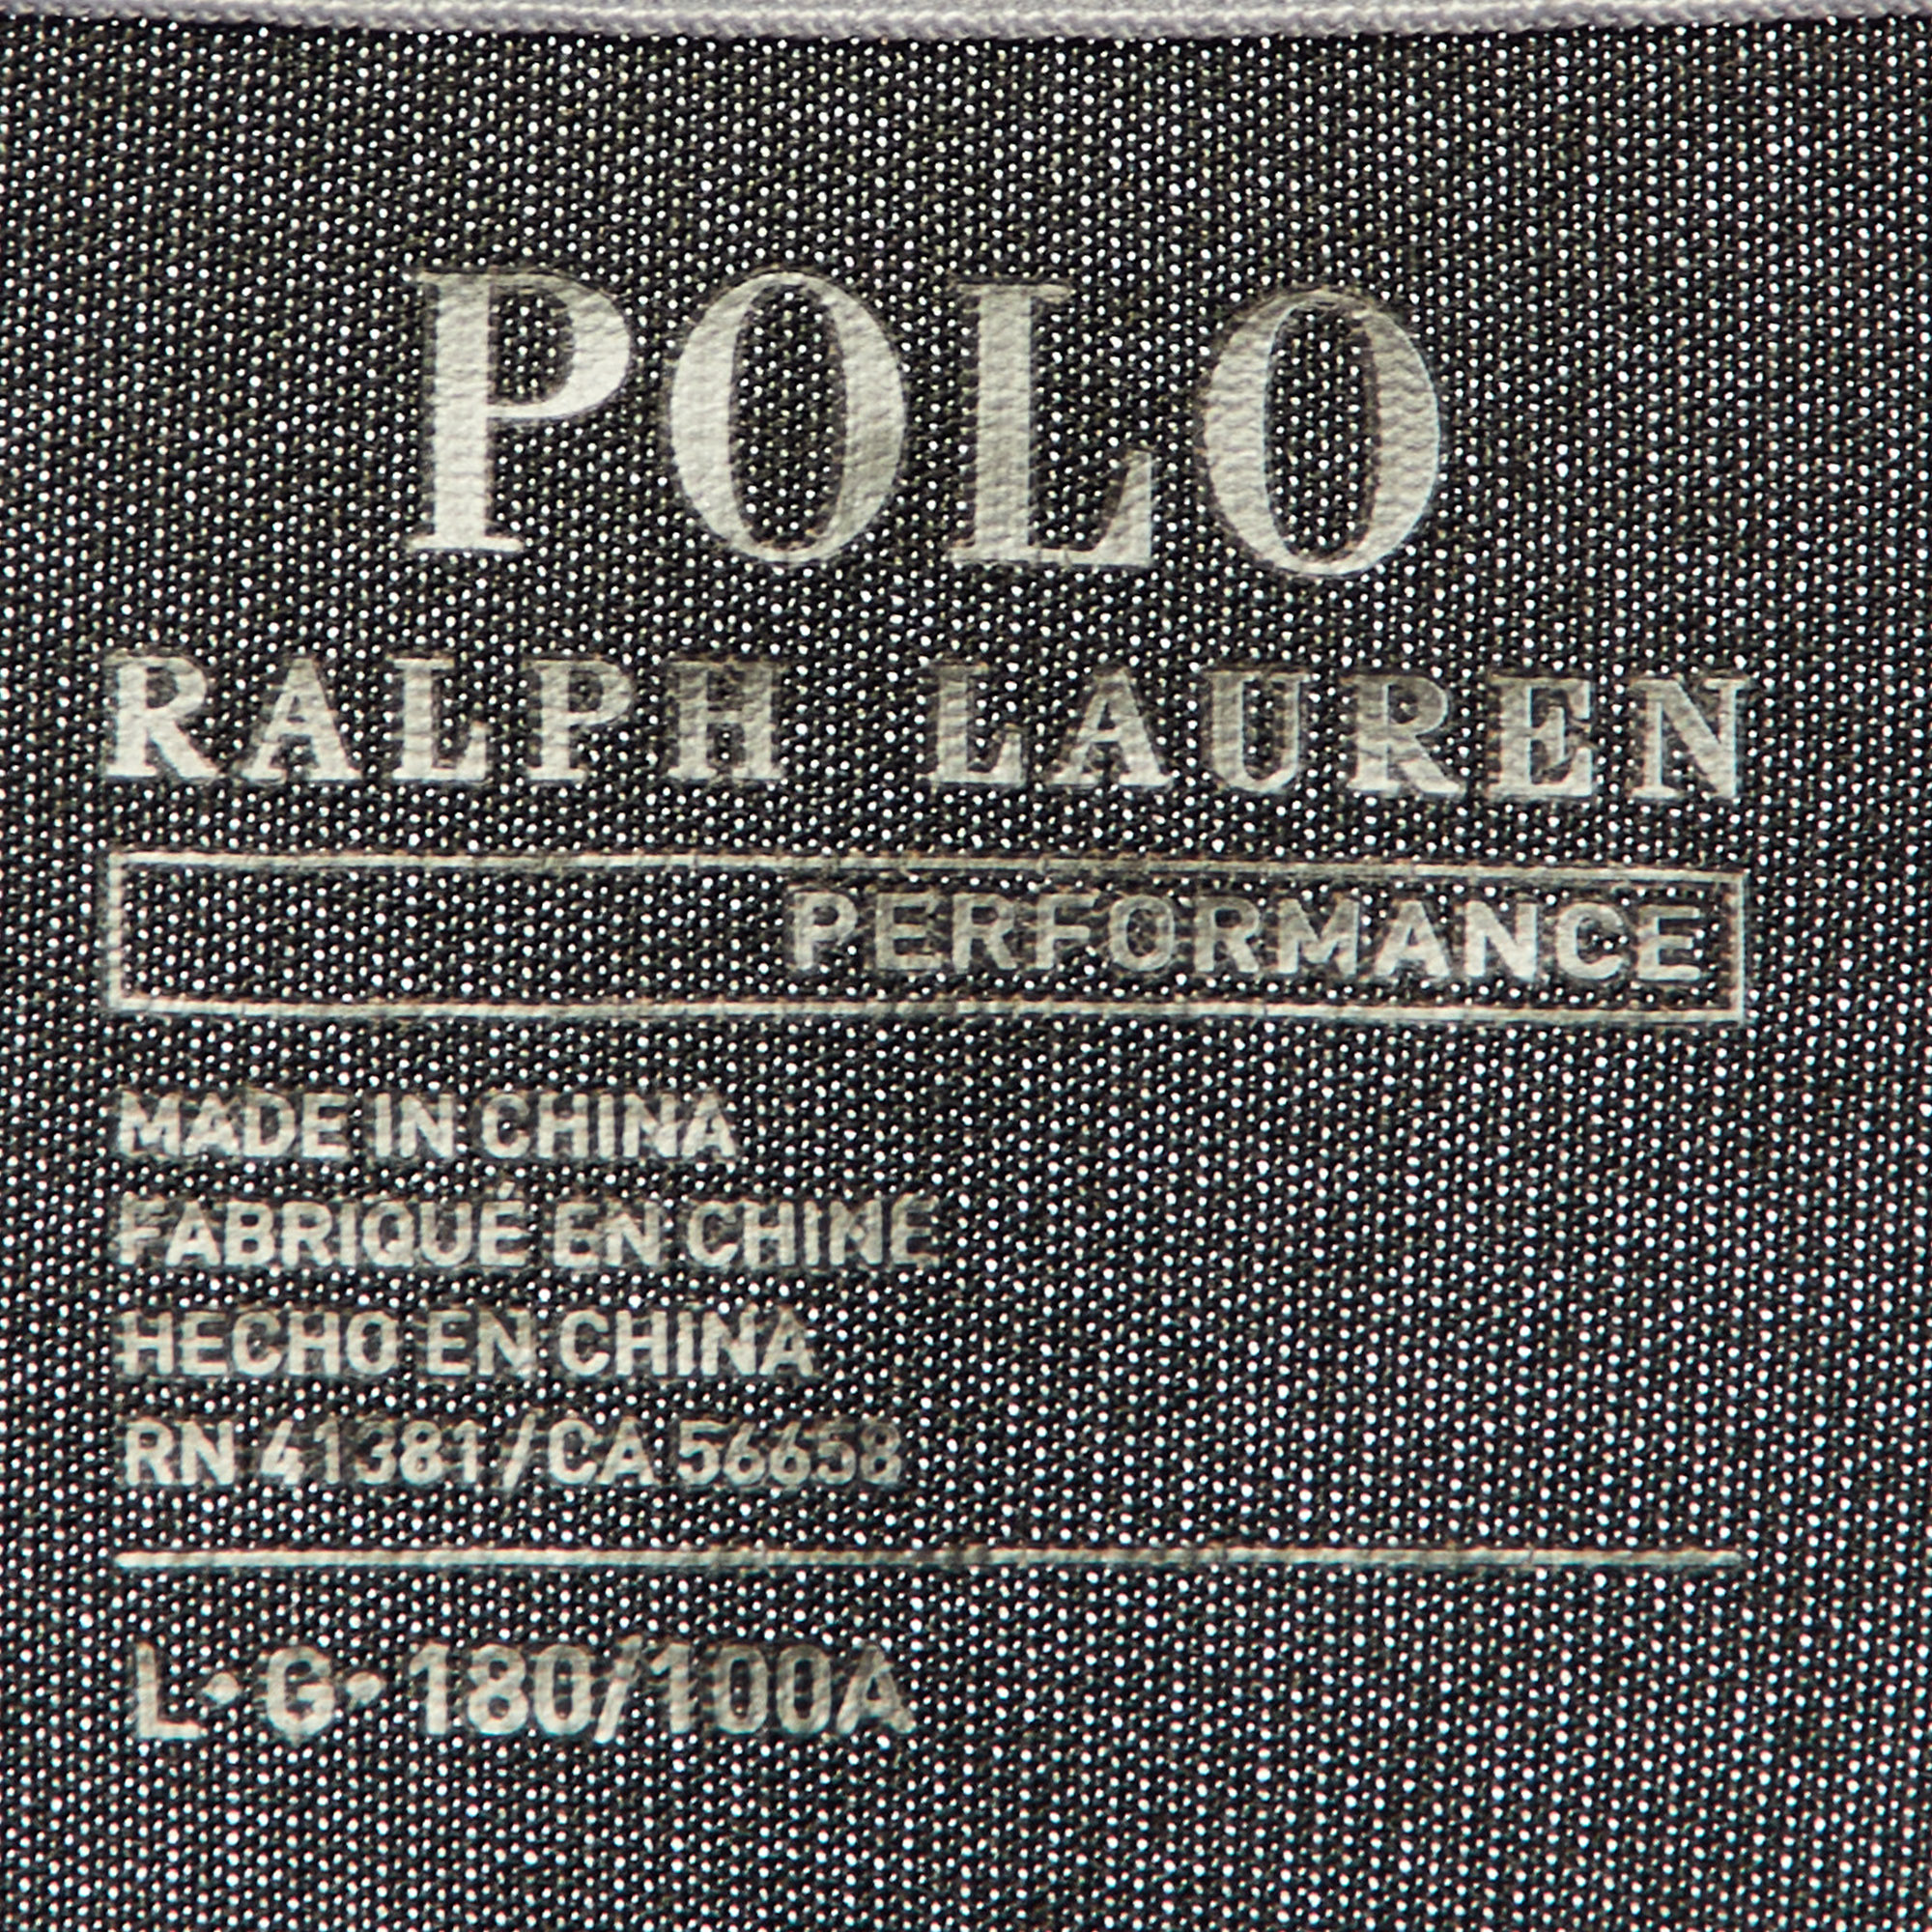 POLO
RALPH LAUREN
PERFORMANCE
MADE IN CHINA
FABRIQUÉ EN CHINE
HECHO EN CHINA
RN 41381/CA 56658
L•G•180/100A